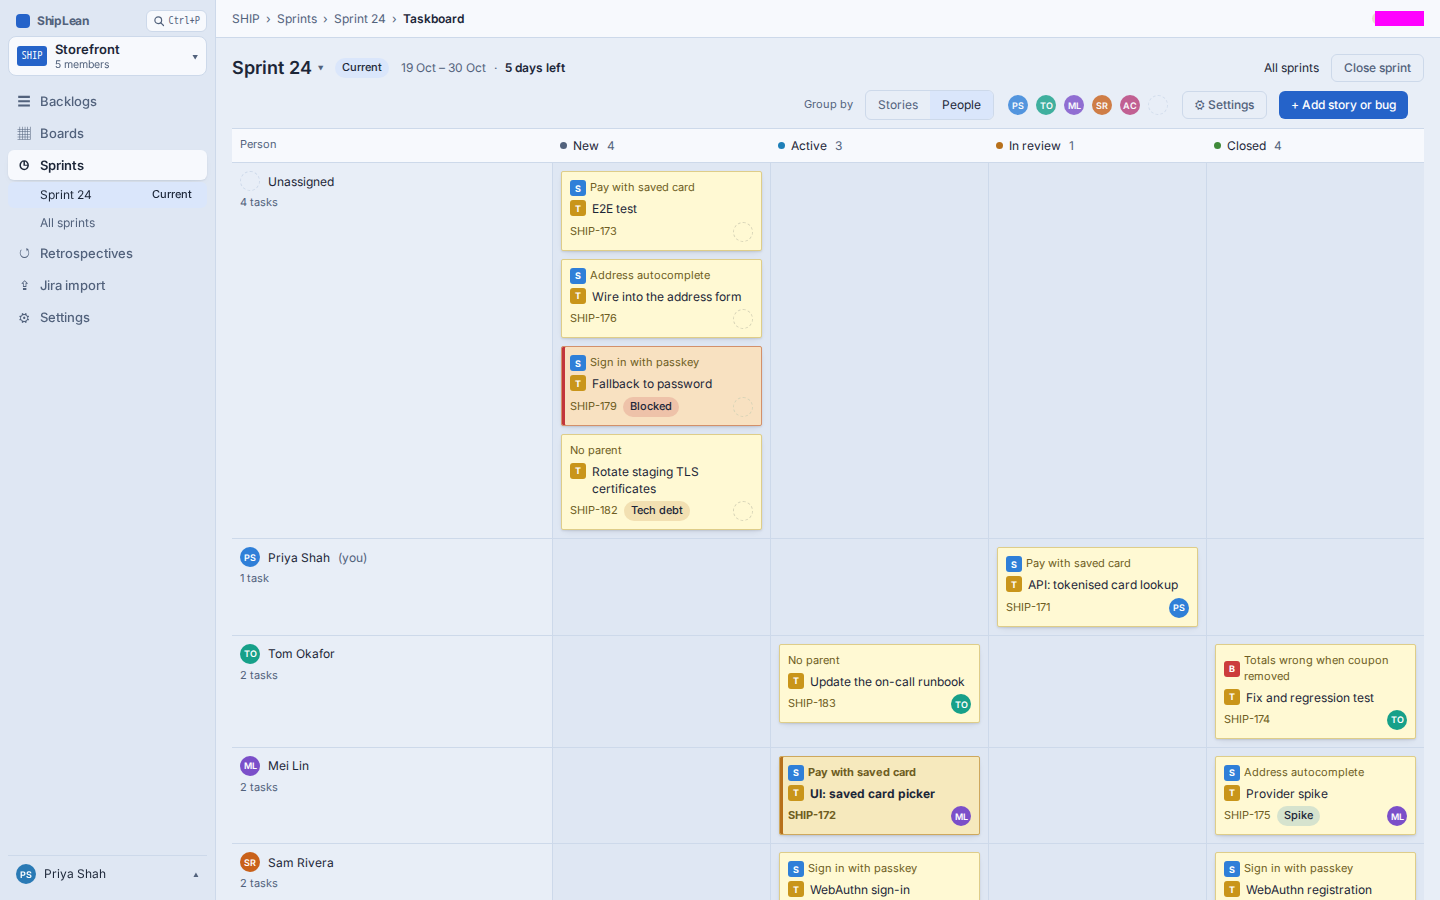 ShipLean
Ctrl+P
SHIP
Storefront
5 members
Backlogs
Boards
Sprints
Sprint 24
Current
All sprints
Retrospectives
Jira import
Settings
PS
Priya Shah
SHIP › Sprints › Sprint 24 › Taskboard
Sprint 24
Current
19 Oct – 30 Oct · 5 days left
All sprints
Close sprint
Group by
Stories
People
PS
TO
ML
SR
AC
Settings
+ Add story or bug
Person
New 4
Active 3
In review 1
Closed 4
Unassigned
4 tasks
S Pay with saved card
T E2E test
SHIP-173
S Address autocomplete
T Wire into the address form
SHIP-176
S Sign in with passkey
T Fallback to password
SHIP-179 Blocked
No parent
T Rotate staging TLS
certificates
SHIP-182 Tech debt
PS Priya Shah (you)
1 task
S Pay with saved card
T API: tokenised card lookup
SHIP-171 PS
TO Tom Okafor
2 tasks
No parent
T Update the on-call runbook
SHIP-183 TO
B Totals wrong when coupon
removed
T Fix and regression test
SHIP-174 TO
ML Mei Lin
2 tasks
S Pay with saved card
T UI: saved card picker
SHIP-172 ML
S Address autocomplete
T Provider spike
SHIP-175 Spike ML
SR Sam Rivera
2 tasks
S Sign in with passkey
T WebAuthn sign-in
S Sign in with passkey
T WebAuthn registration